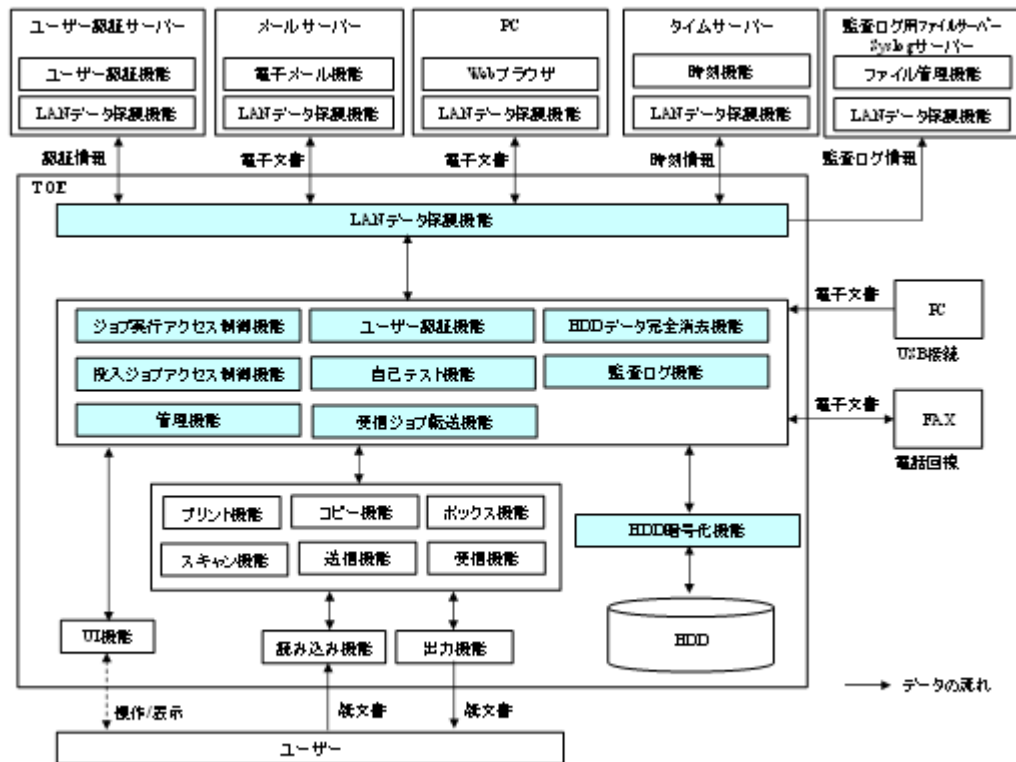 ユーザー認証サーバー
ユーザー認証機能
LANデータ保護機能
メールサーバー
電子メール機能
LANデータ保護機能
PC
Webブラウザ
LANデータ保護機能
タイムサーバー
時刻機能
LANデータ保護機能
監査ログ用ファイルサーバー
Syslogサーバー
ファイル管理機能
LANデータ保護機能
認証情報
電子文書
電子文書
時刻情報
監査ログ情報
TOE
LANデータ保護機能
ジョブ実行アクセス制御機能
ユーザー認証機能
HDDデータ完全消去機能
投入ジョブアクセス制御機能
自己テスト機能
監査ログ機能
管理機能
受信ジョブ転送機能
電子文書
PC
USB接続
電子文書
FAX
電話回線
プリント機能
コピー機能
ボックス機能
スキャン機能
送信機能
受信機能
HDD暗号化機能
HDD
UI機能
読み込み機能
出力機能
データの流れ
操作/表示
紙文書
紙文書
ユーザー